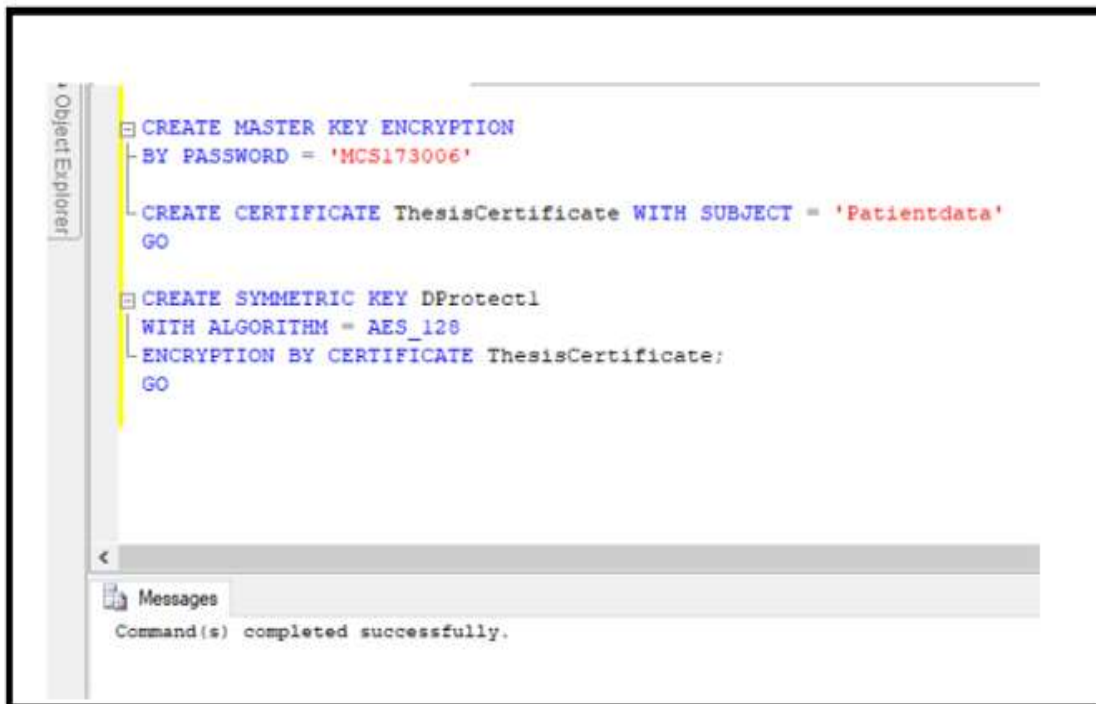 Object Explorer
CREATE MASTER KEY ENCRYPTION
BY PASSWORD = 'MCS173006'
CREATE CERTIFICATE ThesisCertificate WITH SUBJECT = 'Patientdata'
GO
CREATE SYMMETRIC KEY DProtect1
WITH ALGORITHM = AES_128
ENCRYPTION BY CERTIFICATE ThesisCertificate;
GO
Messages
Command(s) completed successfully.